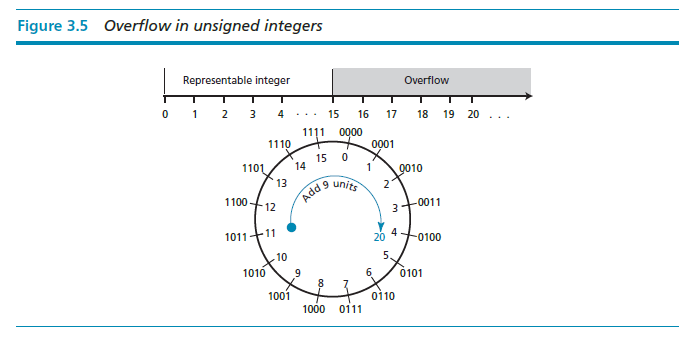 Figure 3.5 Overflow in unsigned integers
Representable integer Overflow
0 1 2 3 4 . . . 15 16 17 18 19 20 . . .
1111 0000
1110 0001
15 0
14 1
1101 0010
13 2
Add 9 units
1100 12 3 0011
1011 11 20 4 0100
10 5
1010 0101
9 6
8 7
1001 0110
1000 0111